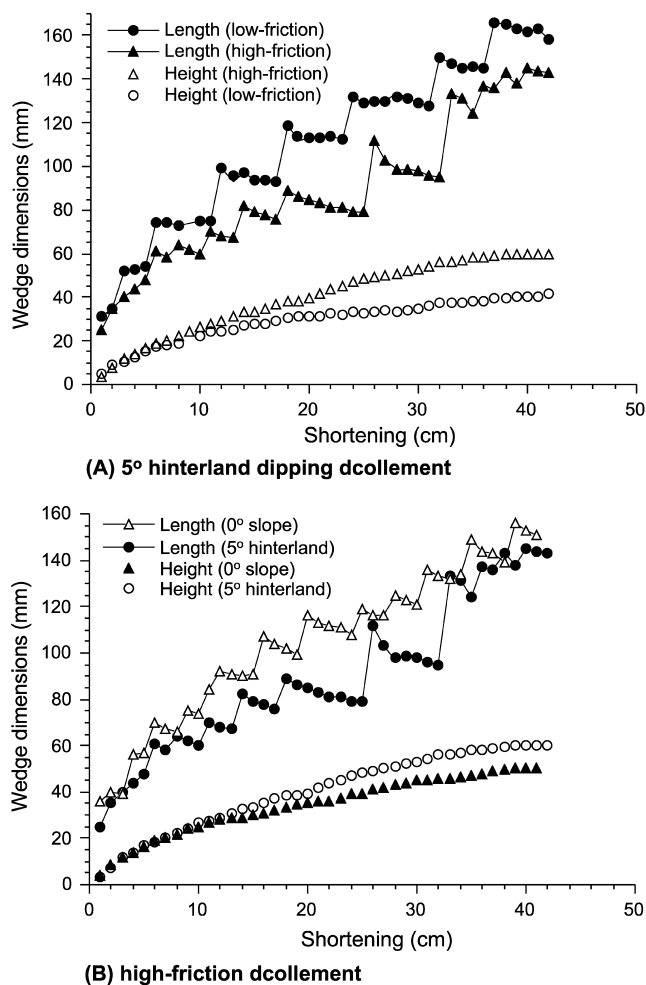 160
140
120
100
80
60
40
20
0
Wedge dimensions (mm)
Length (low-friction)
Length (high-friction)
Height (high-friction)
Height (low-friction)
0 10 20 30 40 50
Shortening (cm)
(A) 5º hinterland dipping dcollement
160
140
120
100
80
60
40
20
0
Wedge dimensions (mm)
Length (0º slope)
Length (5º hinterland)
Height (0º slope)
Height (5º hinterland)
0 10 20 30 40 50
Shortening (cm)
(B) high-friction dcollement